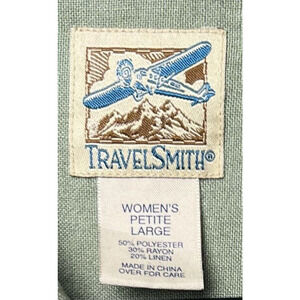 TRAVELSMITH®
WOMEN'S
PETITE
LARGE
50% POLYESTER
30% RAYON
20% LINEN
MADE IN CHINA
OVER FOR CARE